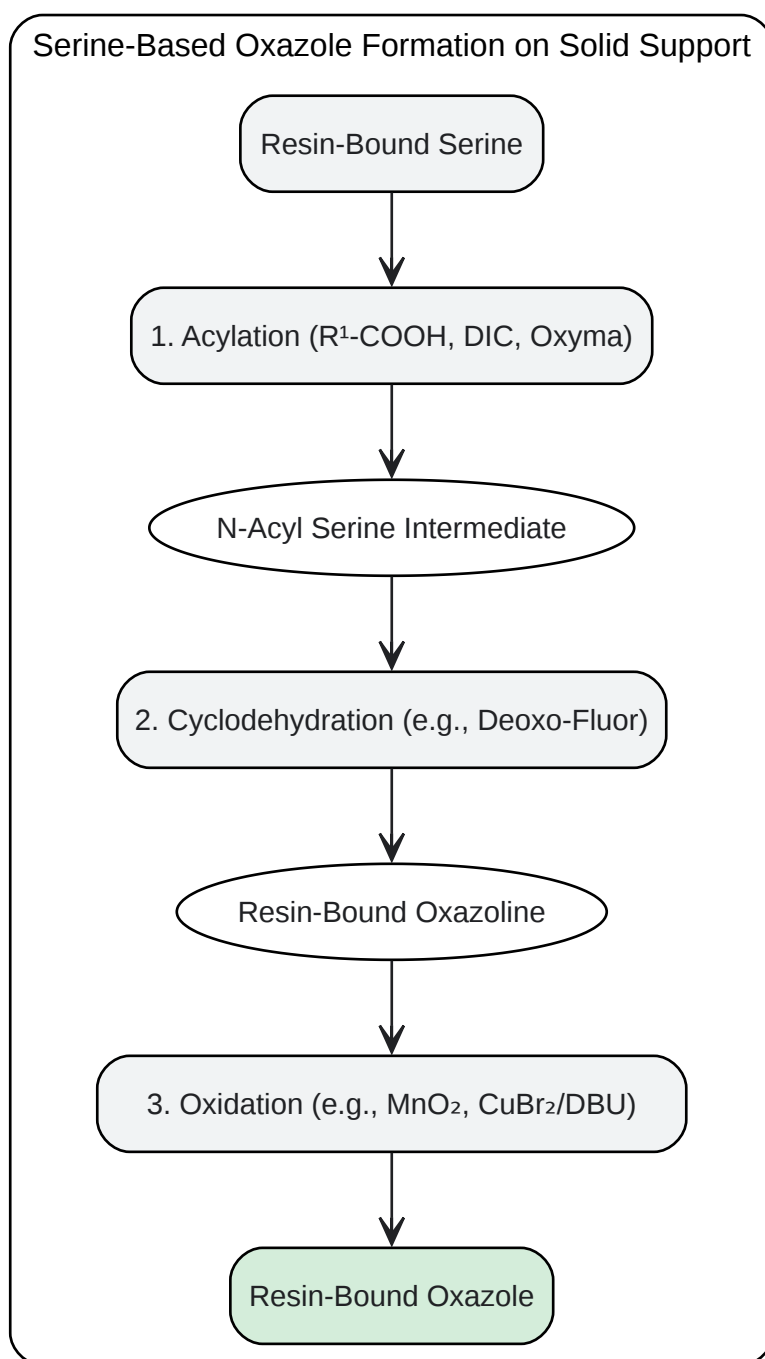 Serine-Based Oxazole Formation on Solid Support
Resin-Bound Serine
1. Acylation (R¹-COOH, DIC, Oxyma)
N-Acyl Serine Intermediate
2. Cyclodehydration (e.g., Deoxo-Fluor)
Resin-Bound Oxazoline
3. Oxidation (e.g., MnO₂, CuBr₂/DBU)
Resin-Bound Oxazole